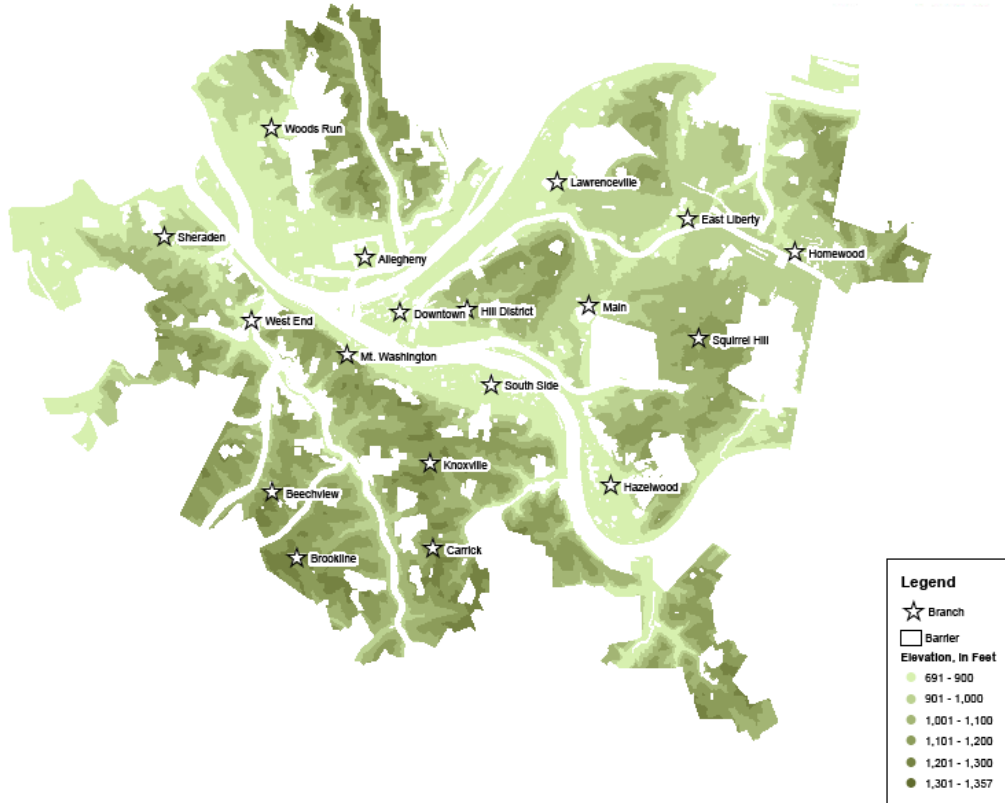 Woods Run
Lawrenceville
East Liberty
Sheraden
Homewood
Allegheny
Downtown
Hill District
Main
West End
Squirrel Hill
Mt. Washington
South Side
Knoxville
Hazelwood
Beechview
Carrick
Brookline
Legend
Branch
Barrier
Elevation, in Feet
691 - 900
901 - 1,000
1,001 - 1,100
1,101 - 1,200
1,201 - 1,300
1,301 - 1,357